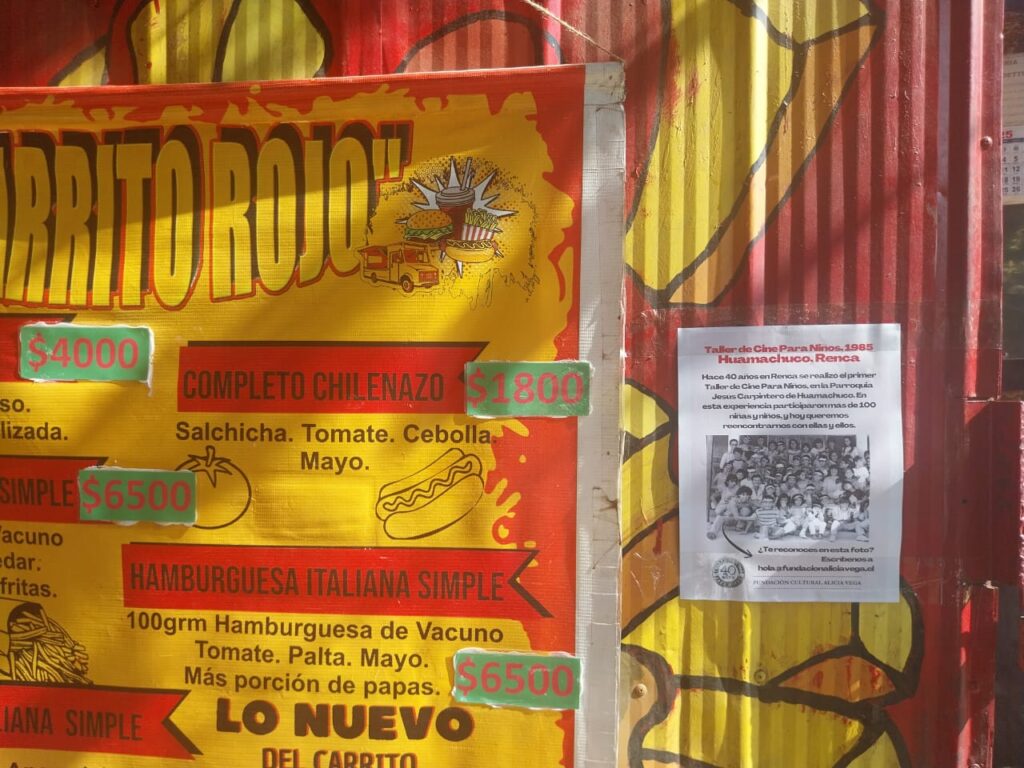 ARRITO ROJO"
$4000
so.
lizada.
SIMPLE
$6500
Vacuno
edar.
fritas.
LIANA SIMPLE
COMPLETO CHILENAZO
$1800
Salchicha. Tomate. Cebolla.
Mayo.
HAMBURGUESA ITALIANA SIMPLE
100grm Hamburguesa de Vacuno
Tomate. Palta. Mayo.
Más porción de papas.
$6500
LO NUEVO
DEL CARRITO
Taller de Cine Para Niños, 1985
Huamachuco, Renca
Hace 40 años en Renca se realizó el primer
Taller de Cine Para Niños, en la Parroquia
Jesus Carpintero de Huamachuco. En
esta experiencia participaron más de 100
niñas y niños, y hoy queremos
reencontrarnos con ellas y ellos.
¿Te reconoces en esta foto?
Escríbenos a
hola@fundacionaliciavega.cl
40
FUNDACIÓN CULTURAL ALICIA VEGA